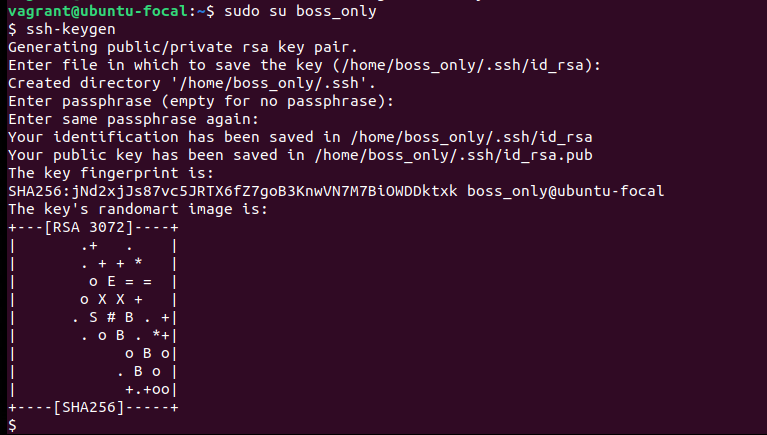 vagrant@ubuntu-focal:~$ sudo su boss_only
$ ssh-keygen
Generating public/private rsa key pair.
Enter file in which to save the key (/home/boss_only/.ssh/id_rsa):
Created directory '/home/boss_only/.ssh'.
Enter passphrase (empty for no passphrase):
Enter same passphrase again:
Your identification has been saved in /home/boss_only/.ssh/id_rsa
Your public key has been saved in /home/boss_only/.ssh/id_rsa.pub
The key fingerprint is:
SHA256:jNd2xjJs87vc5JRTX6fZ7goB3KnwVN7M7BiOWDDktxk boss_only@ubuntu-focal
The key's randomart image is:
+---[RSA 3072]----+
|       .+   .    |
|       . + + *   |
|        o E = =  |
|       o X X +   |
|      . S # B . +|
|       . o B . *+|
|            o B o|
|           . B o |
|            +.+oo|
+----[SHA256]-----+
$